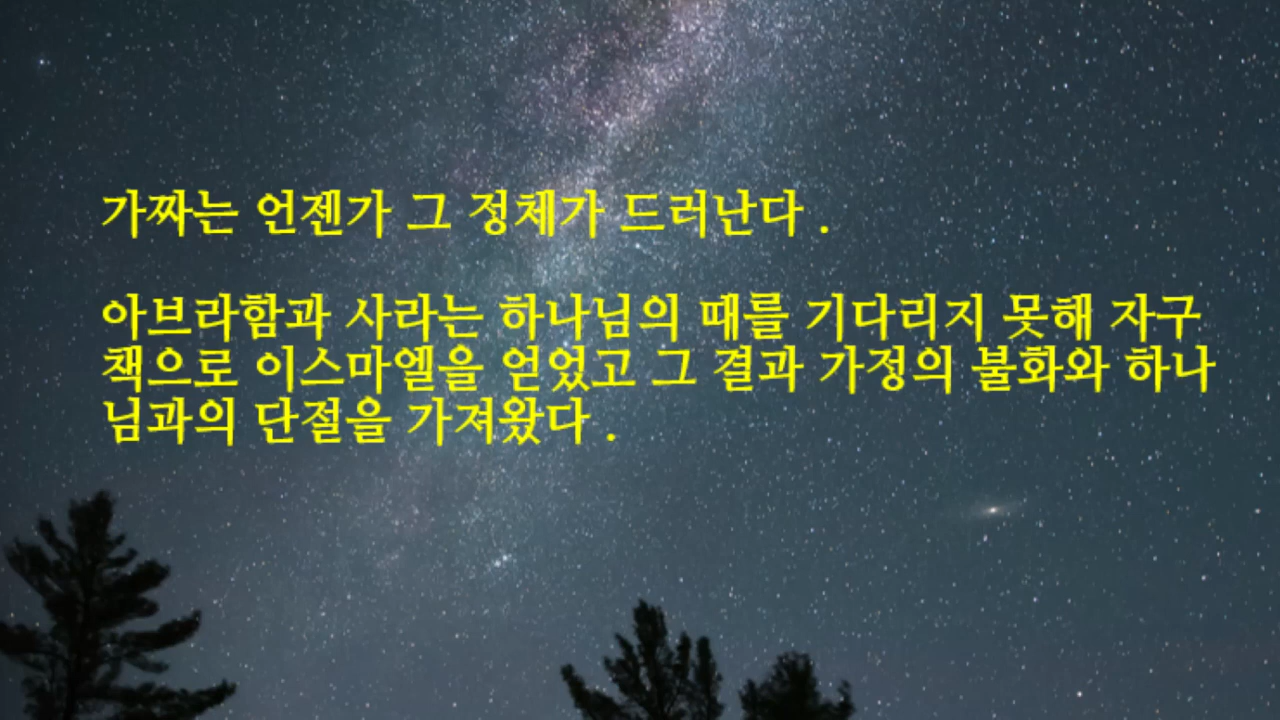 가짜는 언젠가 그 정체가 드러난다 .
아브라함과 사라는 하나님의 때를 기다리지 못해 자구
책으로 이스마엘을 얻었고 그 결과 가정의 불화와 하나
님과의 단절을 가져왔다 .